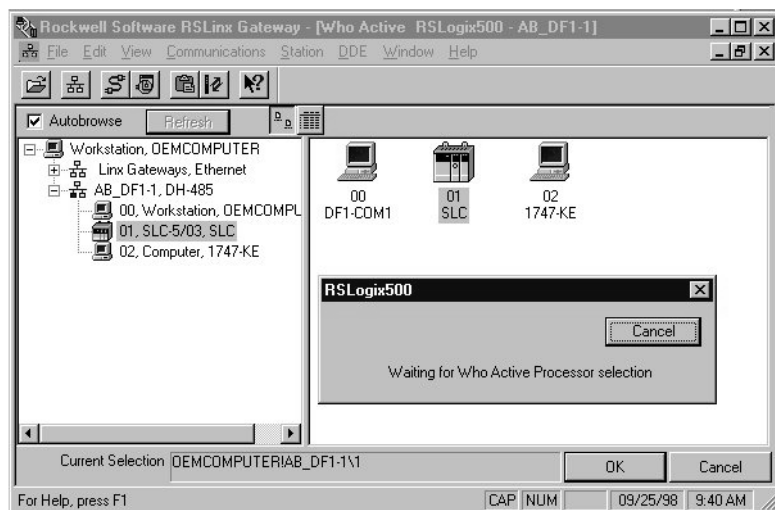 Rockwell Software RSLinx Gateway - [Who Active RSLogix500 - AB_DF1-1]
File Edit View Communications Station DDE Window Help
Autobrowse Refresh
Workstation, OEMCOMPUTER
Linx Gateways, Ethernet
AB_DF1-1, DH-485
00, Workstation, OEMCOMPL
01, SLC-5/03, SLC
02, Computer, 1747-KE
00
DF1-COM1
01
SLC
02
1747-KE
RSLogix500
Cancel
Waiting for Who Active Processor selection
Current Selection OEMCOMPUTER!AB_DF1-1\1
OK Cancel
For Help, press F1 CAP NUM 09/25/98 9:40 AM